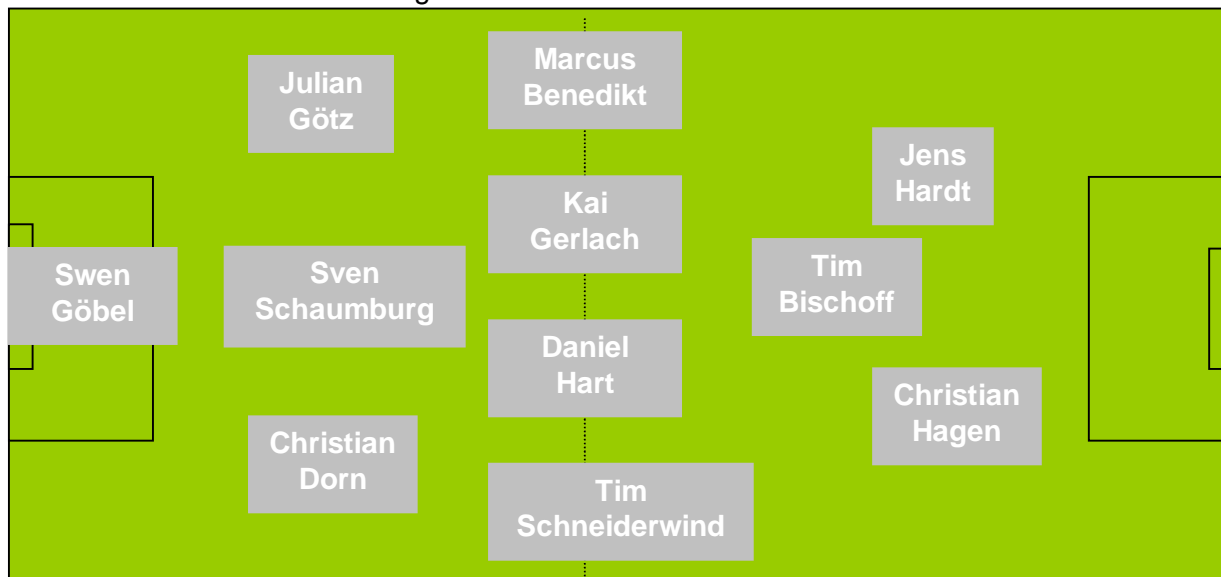 Julian
Götz
Marcus
Benedikt
Jens
Hardt
Kai
Gerlach
Swen
Göbel
Sven
Schaumburg
Tim
Bischoff
Daniel
Hart
Christian
Hagen
Christian
Dorn
Tim
Schneiderwind